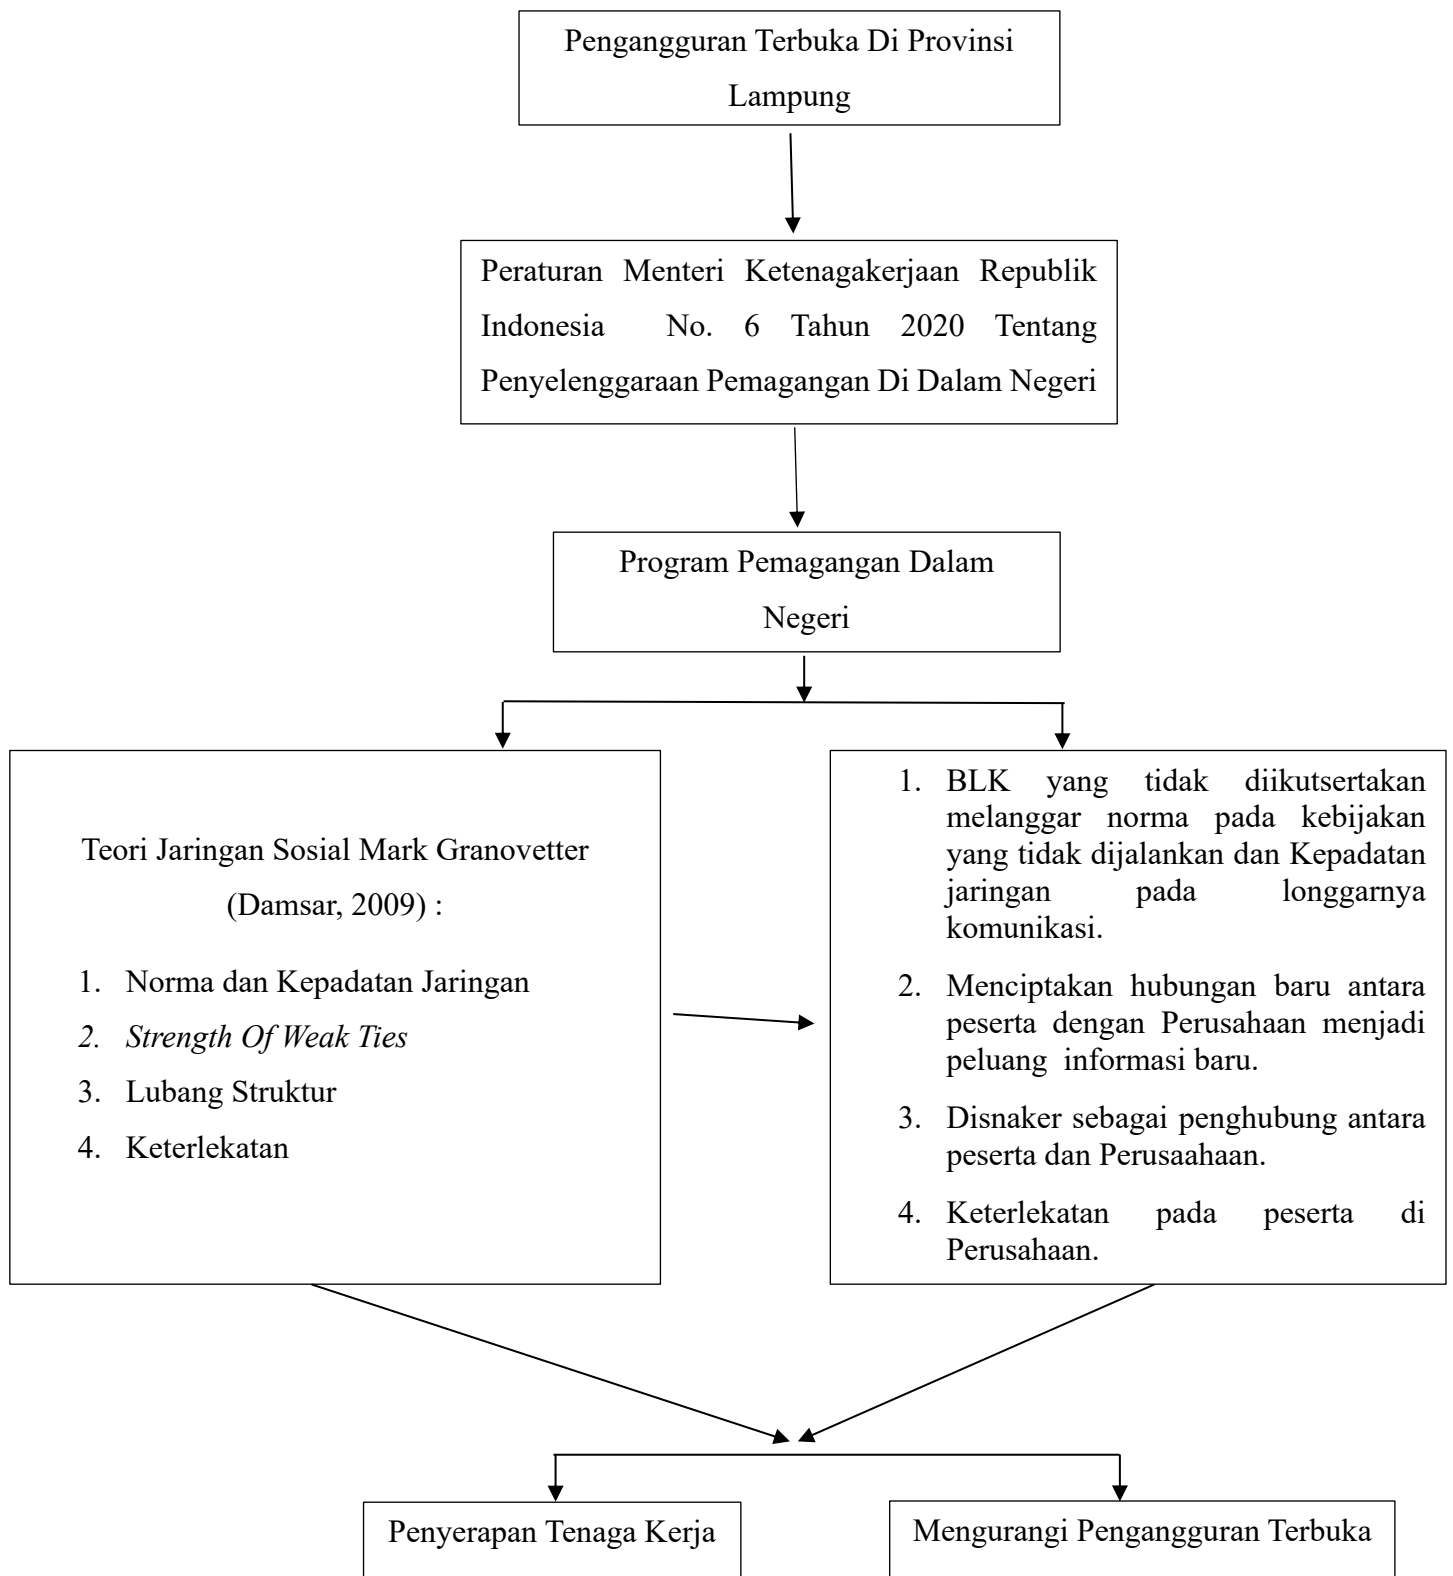 Pengangguran Terbuka Di Provinsi
Lampung
Peraturan Menteri Ketenagakerjaan Republik
Indonesia No. 6 Tahun 2020 Tentang
Penyelenggaraan Pemagangan Di Dalam Negeri
Program Pemagangan Dalam
Negeri
Teori Jaringan Sosial Mark Granovetter
(Damsar, 2009) :
1. Norma dan Kepadatan Jaringan
2. Strength Of Weak Ties
3. Lubang Struktur
4. Keterlekatan
1. BLK yang tidak diikutsertakan
melanggar norma pada kebijakan
yang tidak dijalankan dan Kepadatan
jaringan pada longgarnya
komunikasi.
2. Menciptakan hubungan baru antara
peserta dengan Perusahaan menjadi
peluang informasi baru.
3. Disnaker sebagai penghubung antara
peserta dan Perusaahaan.
4. Keterlekatan pada peserta di
Perusahaan.
Penyerapan Tenaga Kerja
Mengurangi Pengangguran Terbuka